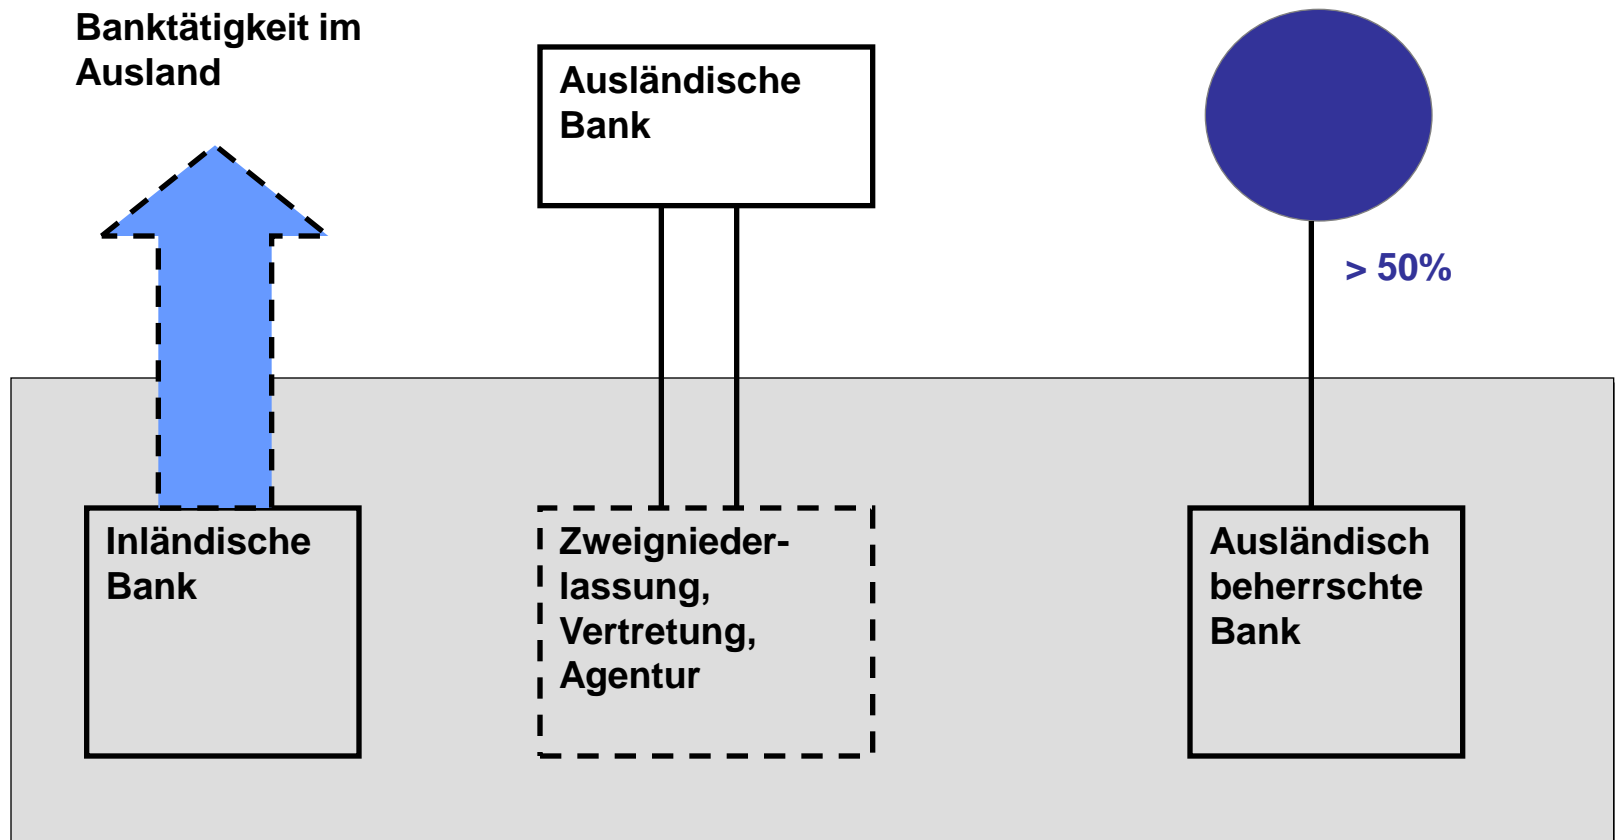 Banktätigkeit im
Ausland
Ausländische
Bank
> 50%
Inländische
Bank
Zweignieder-
lassung,
Vertretung,
Agentur
Ausländisch
beherrschte
Bank